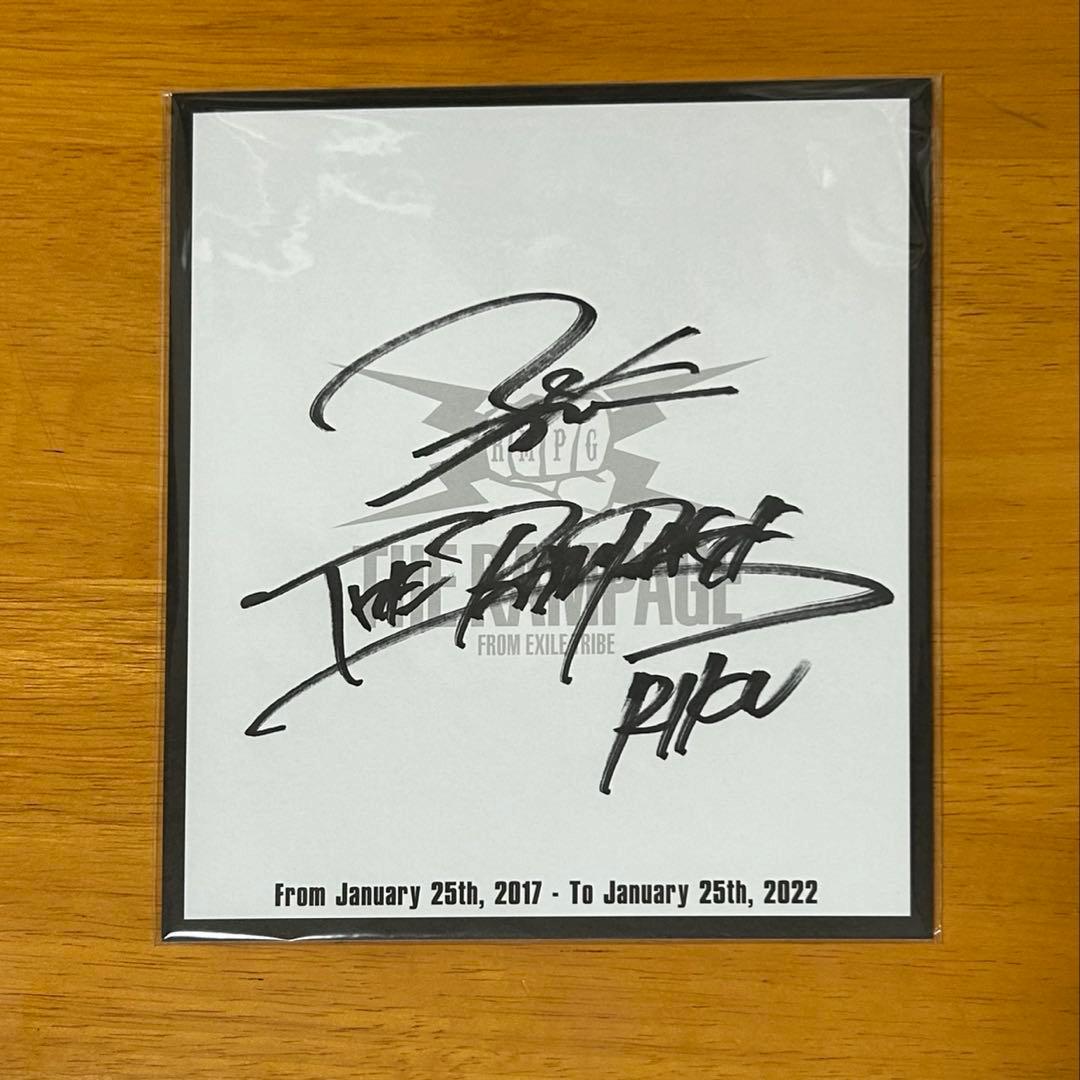 RMPG
THE RAMPAGE
THE RAMPAGE
FROM EXILE TRIBE
RIKU
From January 25th, 2017 - To January 25th, 2022